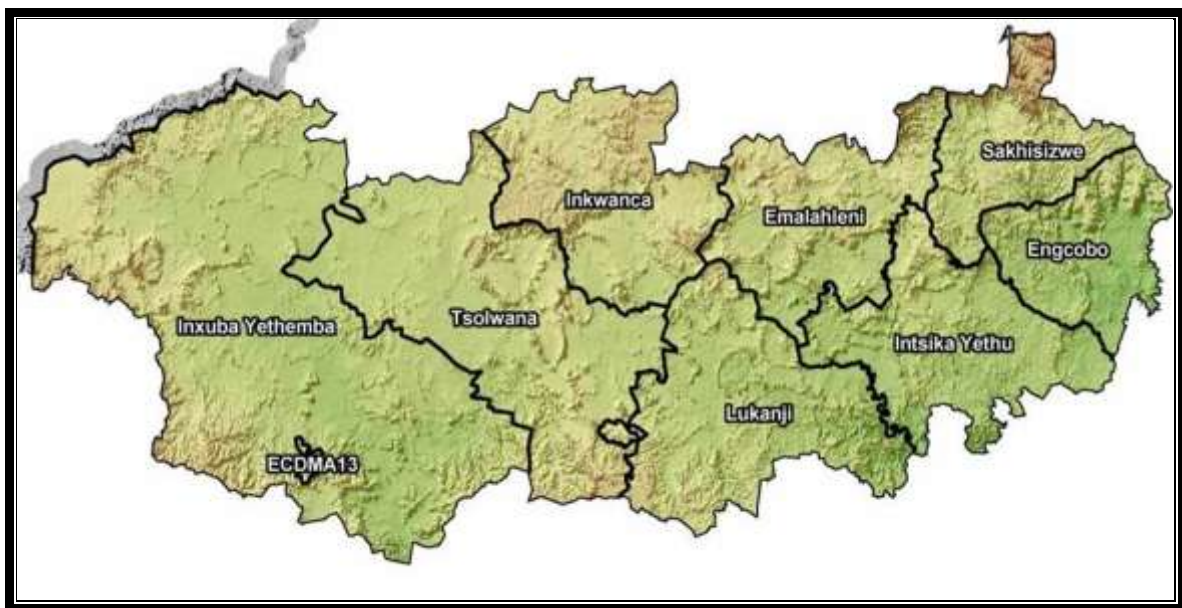 Sakhisizwe
Inkwanca
Emalahleni
Engcobo
Inxuba Yethemba
Tsolwana
Intsika Yethu
Lukanji
ECDMA13